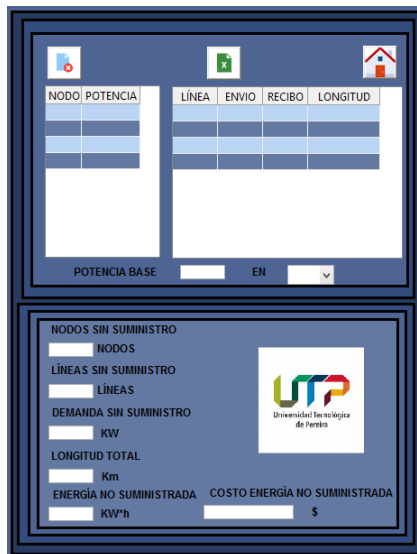 NODO POTENCIA
LÍNEA ENVIO RECIBO LONGITUD
POTENCIA BASE EN
NODOS SIN SUMINISTRO
NODOS
LÍNEAS SIN SUMINISTRO
LÍNEAS
DEMANDA SIN SUMINISTRO
KW
LONGITUD TOTAL
Km
ENERGÍA NO SUMINISTRADA
KW*h
COSTO ENERGÍA NO SUMINISTRADA
$
UTP
Universidad Tecnológica
de Pereira